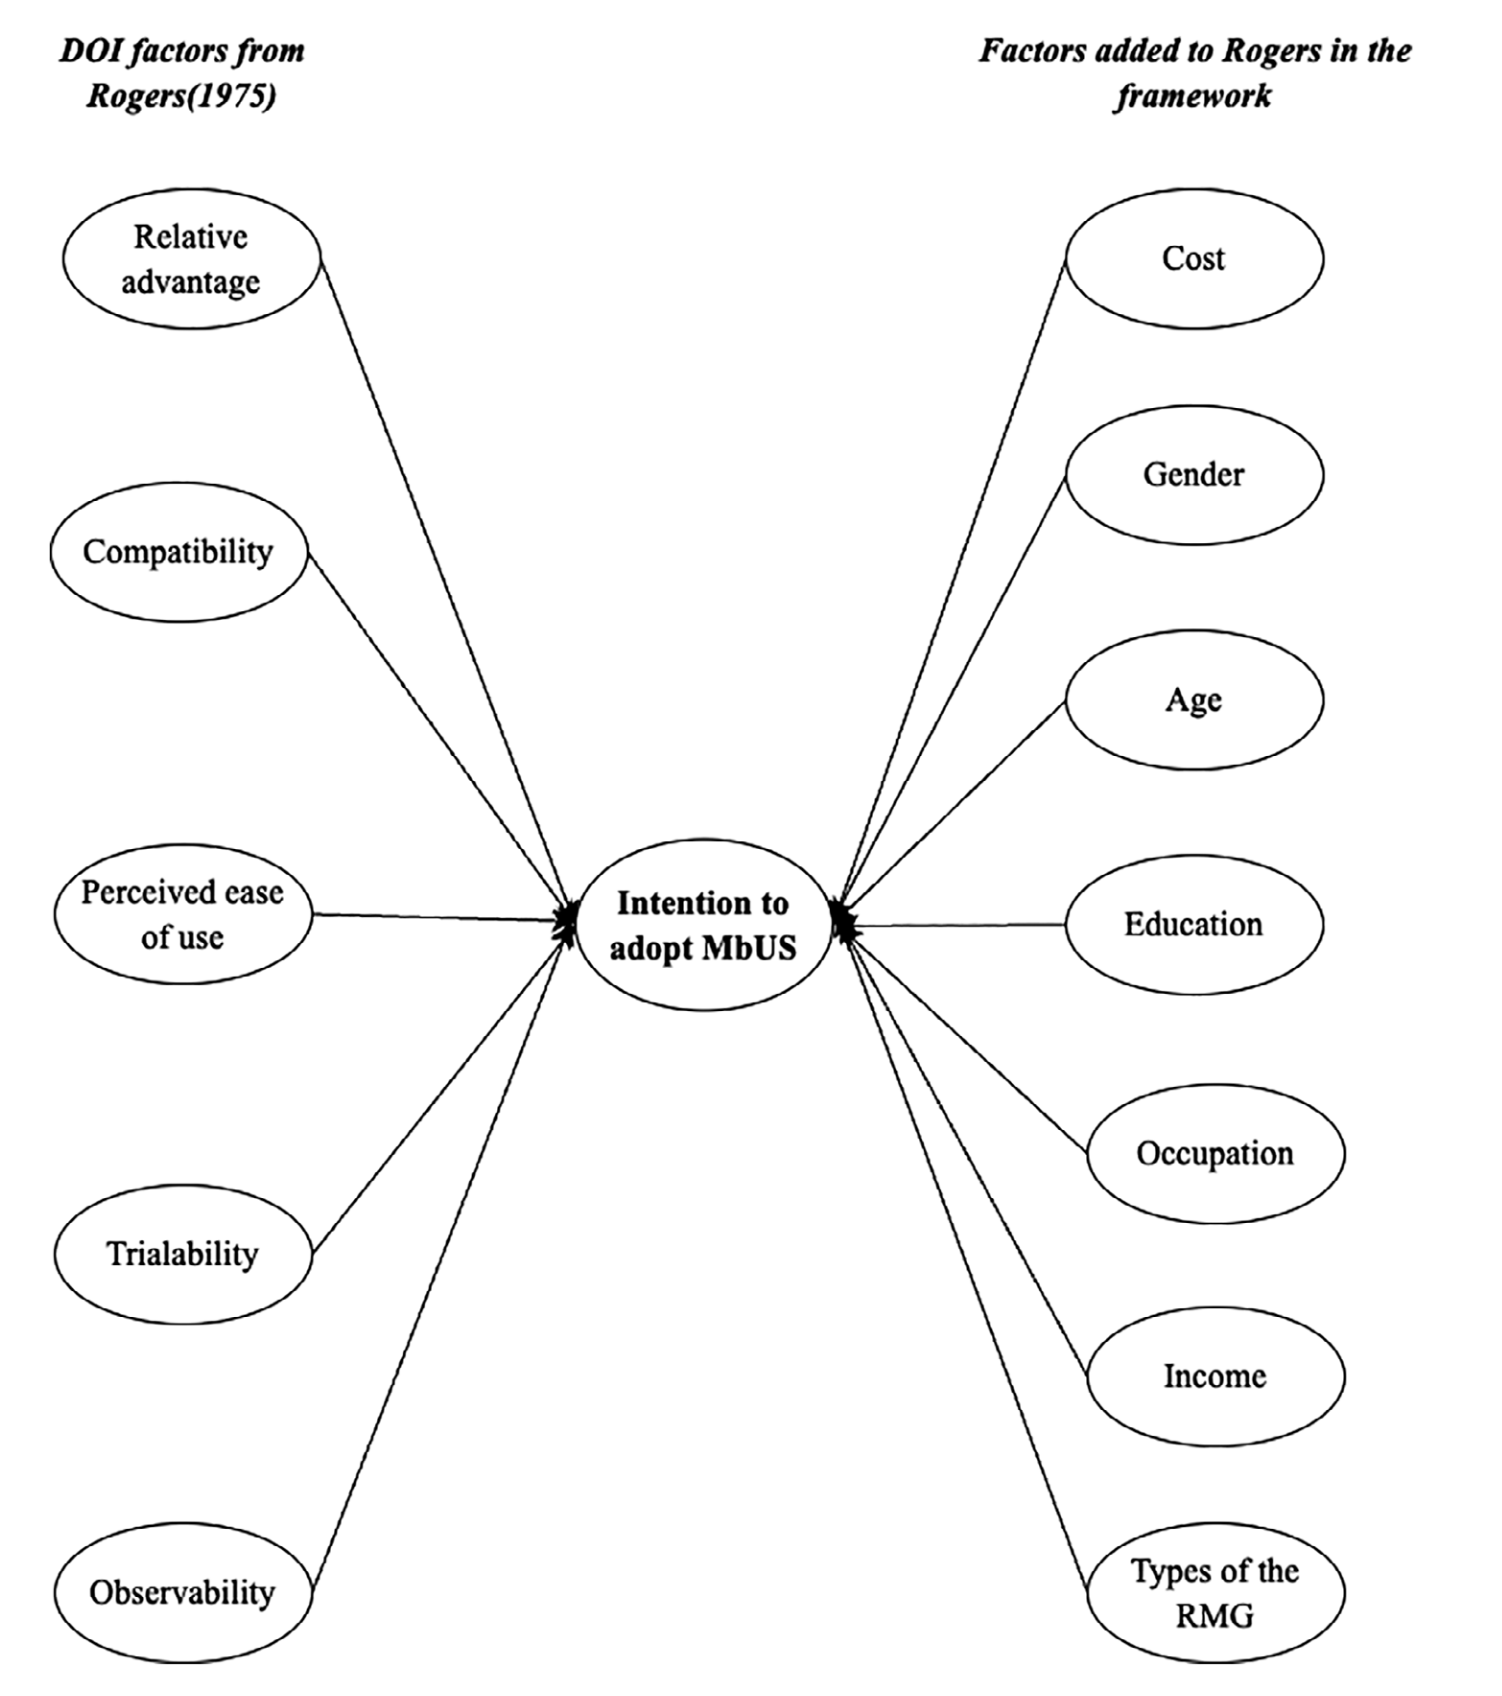 DOI factors from
Rogers(1975)
Factors added to Rogers in the
framework
Relative
advantage
Compatibility
Perceived ease
of use
Trialability
Observability
Intention to
adopt MbUS
Cost
Gender
Age
Education
Occupation
Income
Types of the
RMG